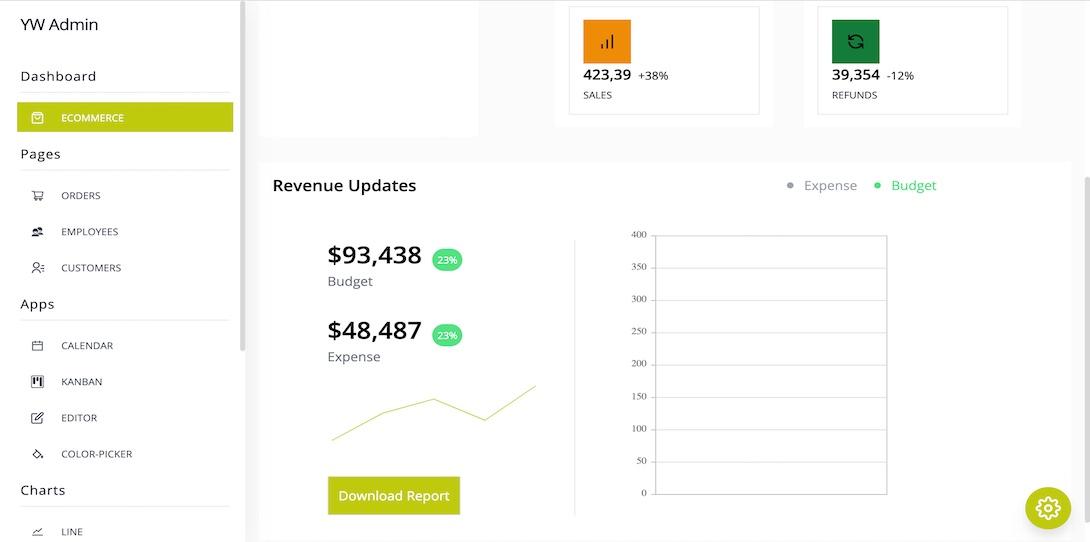 YW Admin
Dashboard
ECOMMERCE
Pages
ORDERS
EMPLOYEES
CUSTOMERS
Apps
CALENDAR
KANBAN
EDITOR
COLOR-PICKER
Charts
LINE
423,39 +38%
SALES
39,354 -12%
REFUNDS
Revenue Updates
Expense Budget
$93,438 23%
Budget
$48,487 23%
Expense
Download Report
400
350
300
250
200
150
100
50
0